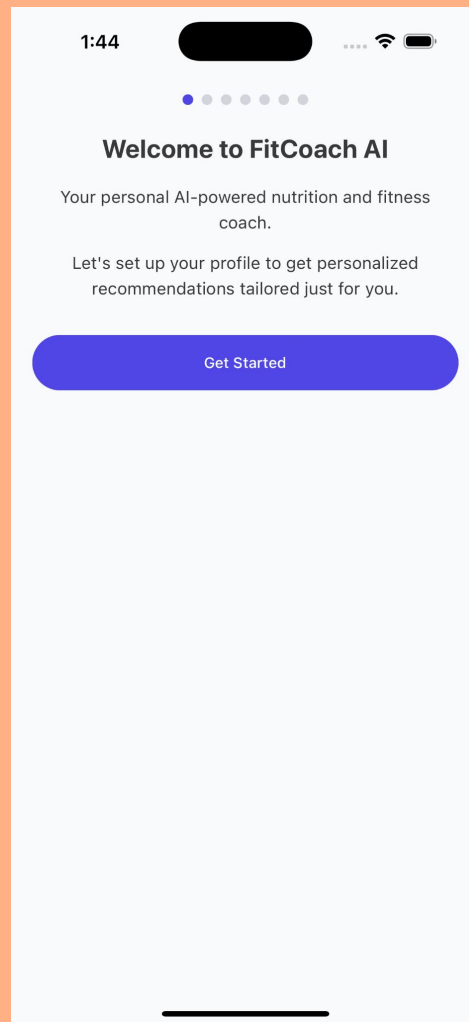 1:44
Welcome to FitCoach AI
Your personal AI-powered nutrition and fitness
coach.
Let's set up your profile to get personalized
recommendations tailored just for you.
Get Started